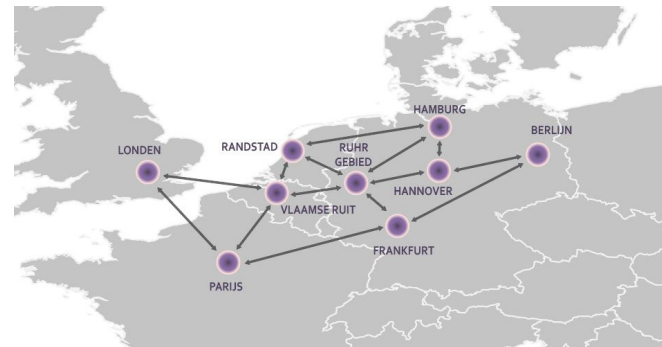 HAMBURG
BERLIJN
LONDEN
RANDSTAD
RUHR
GEBIED
HANNOVER
VLAAMSE RUIT
FRANKFURT
PARIJS